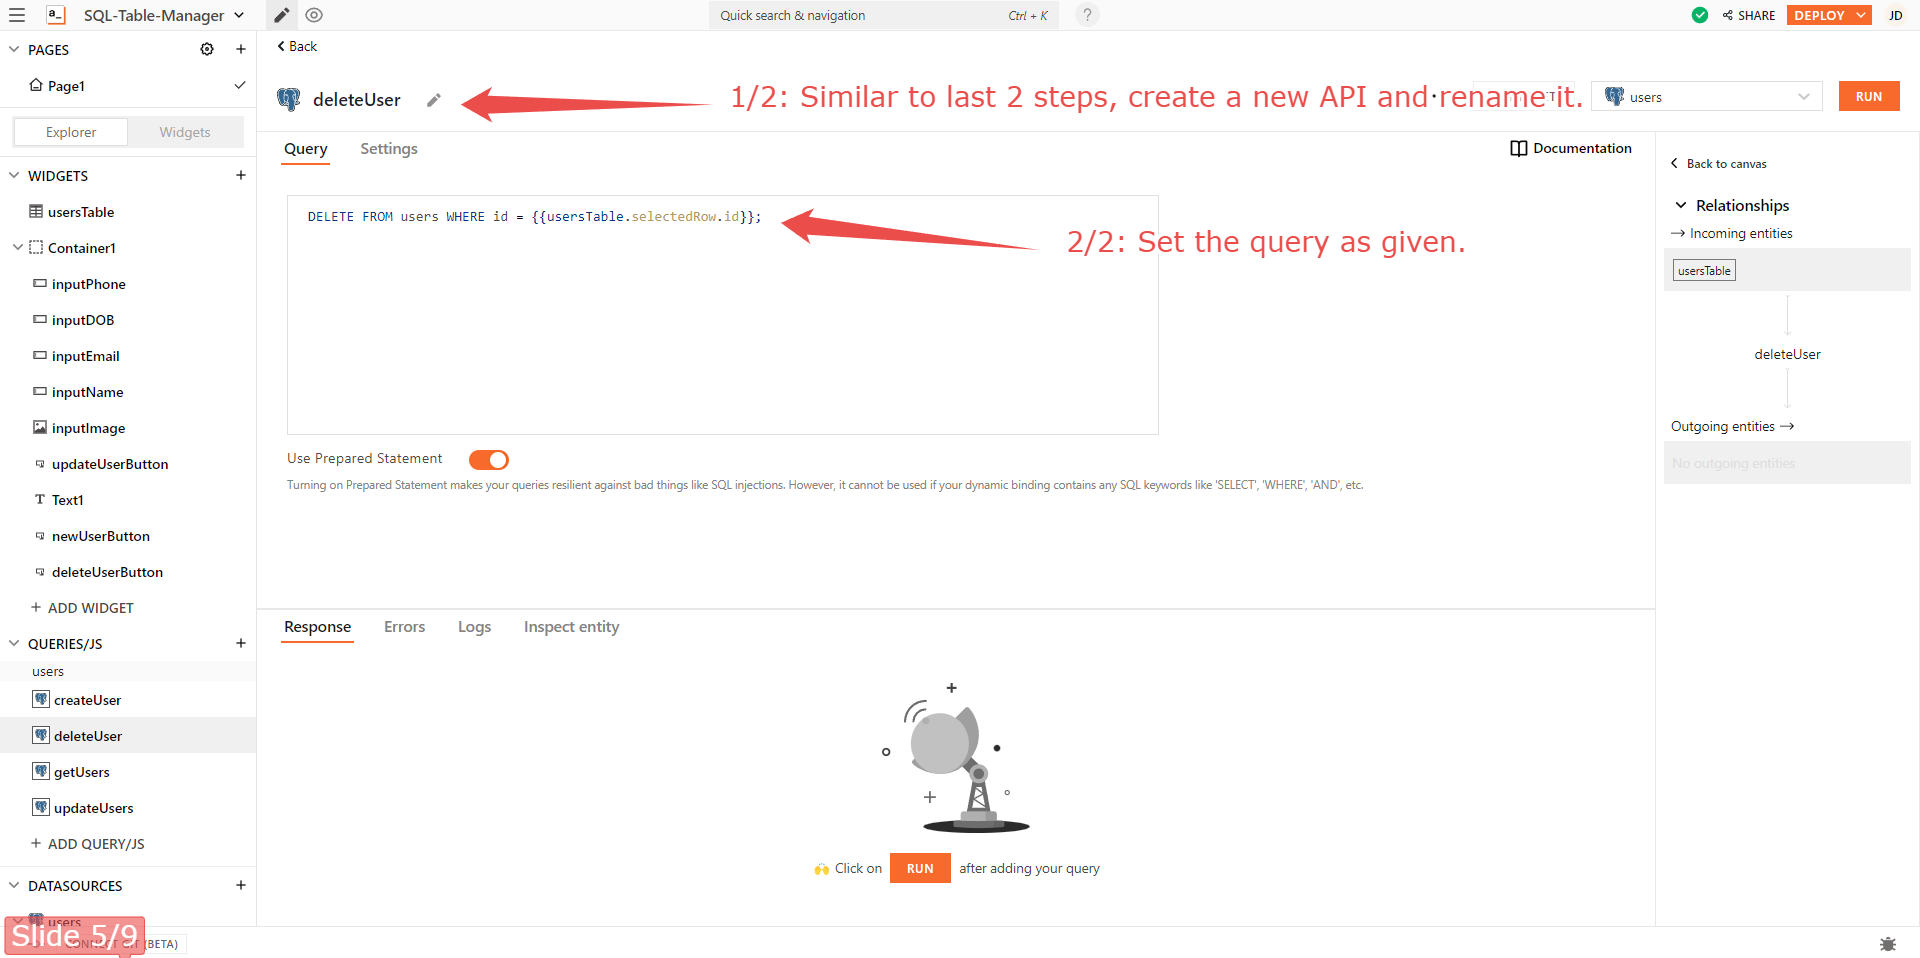 a_
SQL-Table-Manager
Quick search & navigation
Ctrl + K
?
SHARE
DEPLOY
JD
PAGES
Page1
Explorer
Widgets
WIDGETS
usersTable
Container1
inputPhone
inputDOB
inputEmail
inputName
inputImage
updateUserButton
Text1
newUserButton
deleteUserButton
ADD WIDGET
QUERIES/JS
users
createUser
deleteUser
getUsers
updateUsers
ADD QUERY/JS
DATASOURCES
users
Slide 5/9
(BETA)
Back
deleteUser
1/2: Similar to last 2 steps, create a new API and rename it.
users
RUN
Query
Settings
Documentation
DELETE FROM users WHERE id = {{usersTable.selectedRow.id}};
2/2: Set the query as given.
Use Prepared Statement
Turning on Prepared Statement makes your queries resilient against bad things like SQL injections. However, it cannot be used if your dynamic binding contains any SQL keywords like 'SELECT', 'WHERE', 'AND', etc.
Response
Errors
Logs
Inspect entity
Click on
RUN
after adding your query
Back to canvas
Relationships
Incoming entities
usersTable
deleteUser
Outgoing entities
No outgoing entities